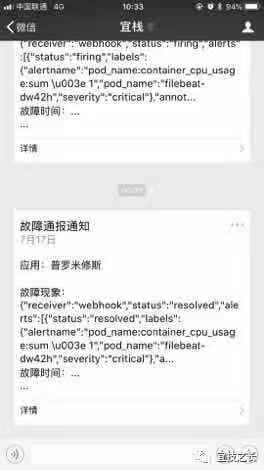 中国联通 4G 10:33 94%
微信 宜栈
{"receiver":"webhook","status":"firing","alerts"
:[{"status":"firing","labels":
{"alertname":"pod_name:container_cpu_usag
e:sum \u003e 1","pod_name":"filebeat-
dw42h","severity":"critical"},"annot...
故障时间：...
...
详情
故障通报通知
7月17日
应用：普罗米修斯
故障现象：
{"receiver":"webhook","status":"resolved","ale
rts":[{"status":"resolved","labels":
{"alertname":"pod_name:container_cpu_usag
e:sum \u003e 1","pod_name":"filebeat-
dw42h","severity":"critical"},"a...
故障时间：...
...
详情
宜技之长